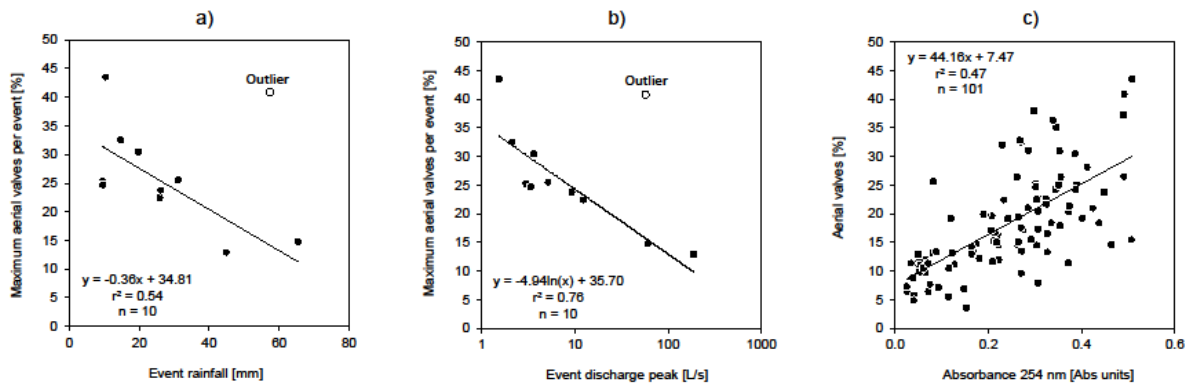 a)
Maximum aerial valves per event [%]
50
45
40
35
30
25
20
15
10
5
0
Outlier
y = -0.36x + 34.81
r² = 0.54
n = 10
0 20 40 60 80
Event rainfall [mm]
b)
Maximum aerial valves per event [%]
50
45
40
35
30
25
20
15
10
5
0
Outlier
y = -4.94ln(x) + 35.70
r² = 0.76
n = 10
1 10 100 1000
Event discharge peak [L/s]
c)
Aerial valves [%]
50
45
40
35
30
25
20
15
10
5
0
y = 44.16x + 7.47
r² = 0.47
n = 101
0.0 0.2 0.4 0.6
Absorbance 254 nm [Abs units]